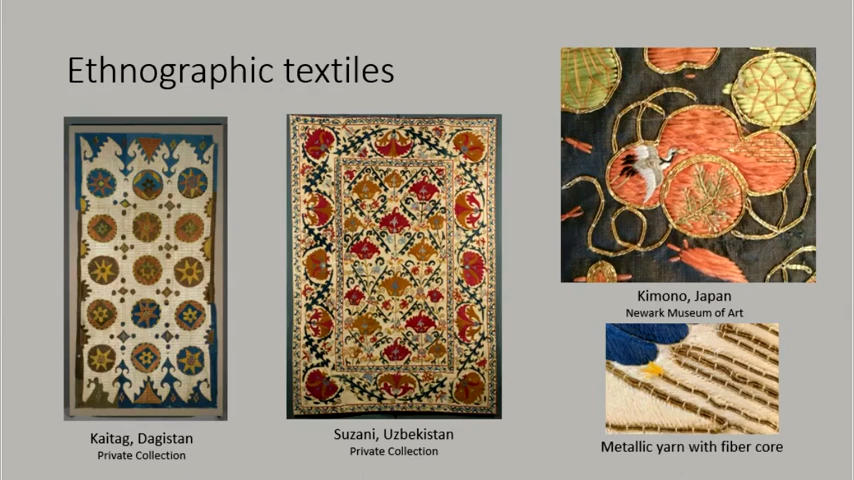 Ethnographic textiles
Kaitag, Dagistan
Private Collection
Suzani, Uzbekistan
Private Collection
Kimono, Japan
Newark Museum of Art
Metallic yarn with fiber core